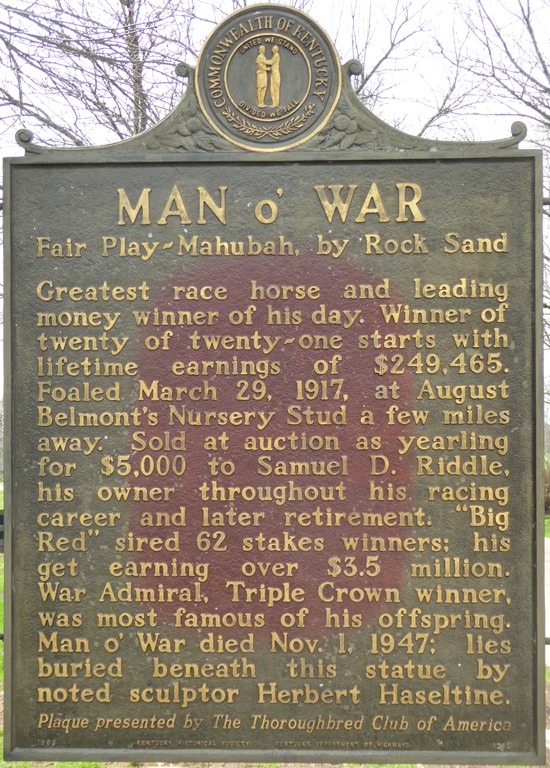 COMMONWEALTH OF KENTUCKY
UNITED WE STAND
DIVIDED WE FALL
MAN o' WAR
Fair Play-Mahubah, by Rock Sand
Greatest race horse and leading
money winner of his day. Winner of
twenty of twenty-one starts with
lifetime earnings of $249,465.
Foaled March 29, 1917, at August
Belmont's Nursery Stud a few miles
away. Sold at auction as yearling
for $5,000 to Samuel D. Riddle,
his owner throughout his racing
career and later retirement. "Big
Red" sired 62 stakes winners; his
get earning over $3.5 million.
War Admiral, Triple Crown winner,
was most famous of his offspring.
Man o' War died Nov. 1, 1947; lies
buried beneath this statue by
noted sculptor Herbert Haseltine.
Plaque presented by The Thoroughbred Club of America
KENTUCKY HISTORICAL SOCIETY KENTUCKY DEPARTMENT OF HIGHWAYS